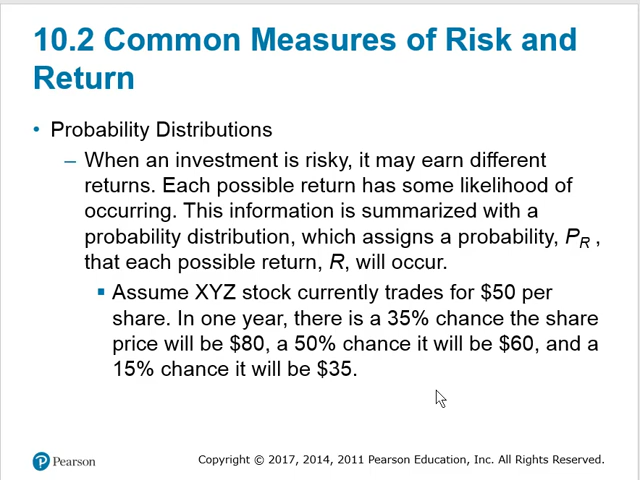 10.2 Common Measures of Risk and
Return
• Probability Distributions
– When an investment is risky, it may earn different
returns. Each possible return has some likelihood of
occurring. This information is summarized with a
probability distribution, which assigns a probability, PR ,
that each possible return, R, will occur.
▪ Assume XYZ stock currently trades for $50 per
share. In one year, there is a 35% chance the share
price will be $80, a 50% chance it will be $60, and a
15% chance it will be $35.
P Pearson
Copyright © 2017, 2014, 2011 Pearson Education, Inc. All Rights Reserved.